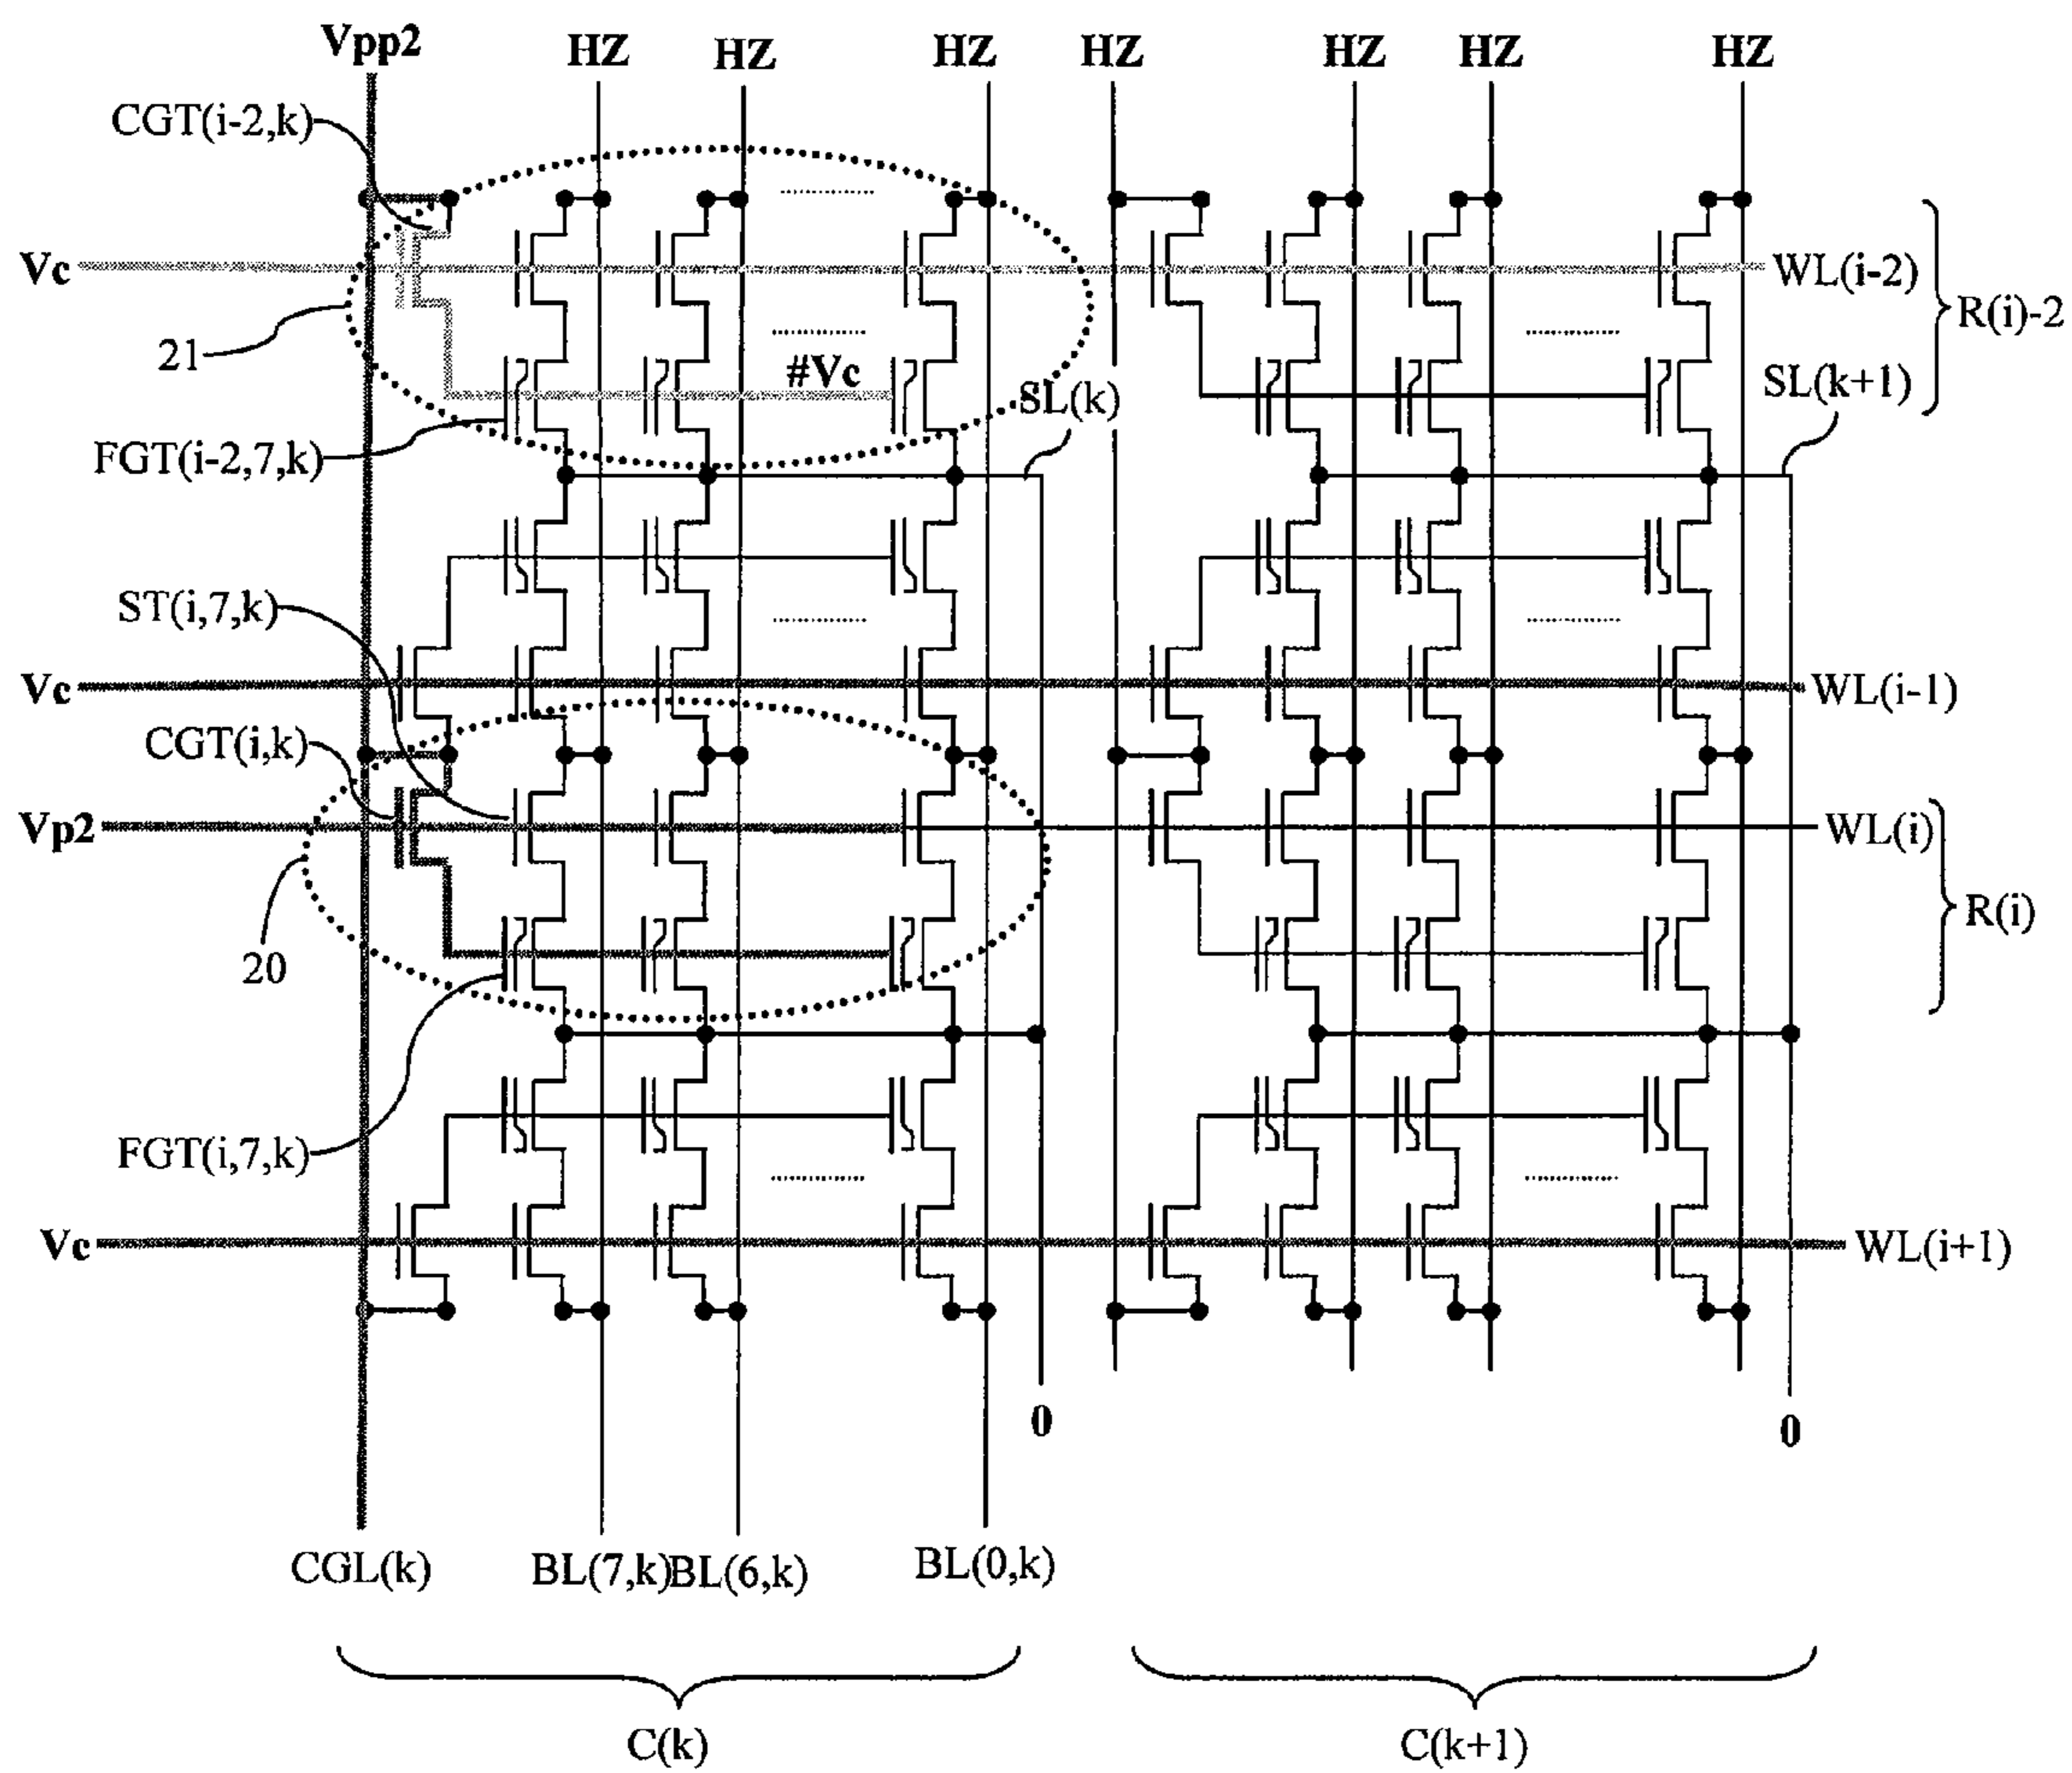 Vpp2
HZ HZ HZ HZ HZ HZ HZ
CGT(i-2,k)
Vc
WL(i-2)
R(i)-2
21
#Vc
SL(k)
SL(k+1)
FGT(i-2,7,k)
ST(i,7,k)
Vc
WL(i-1)
CGT(i,k)
Vp2
WL(i)
R(i)
20
FGT(i,7,k)
Vc
WL(i+1)
0
0
CGL(k)
BL(7,k)
BL(6,k)
BL(0,k)
C(k)
C(k+1)